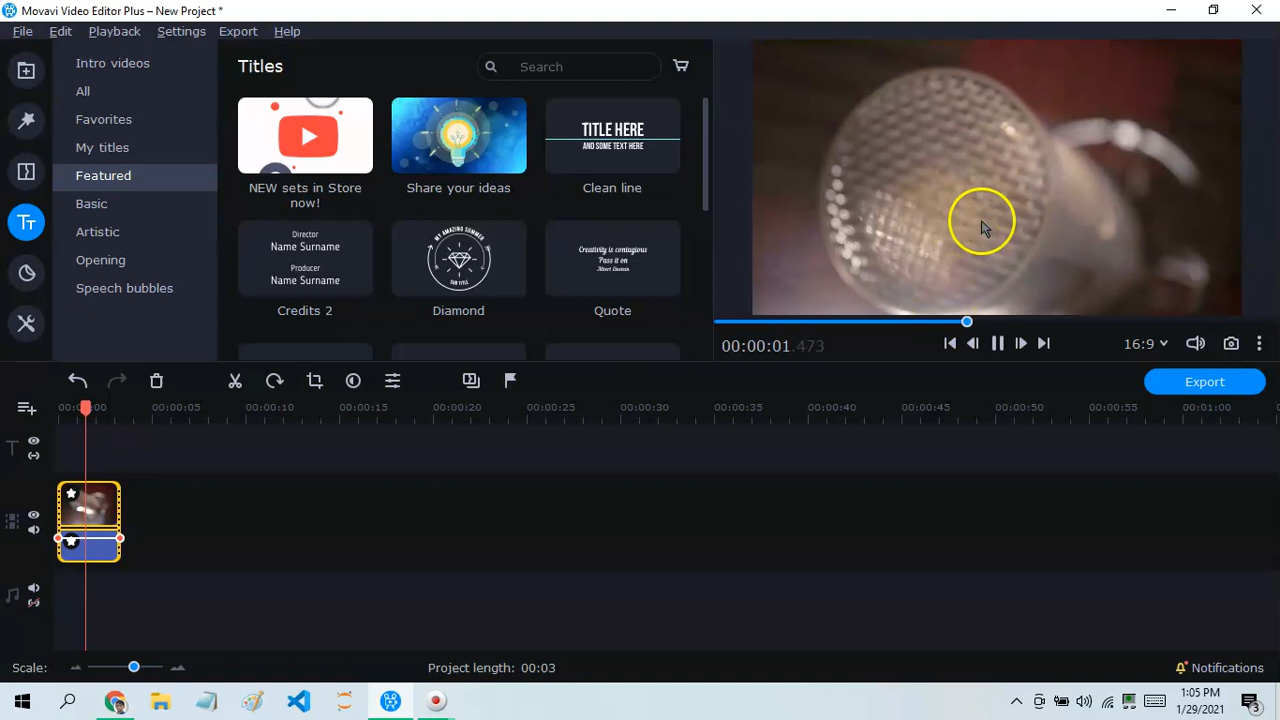 Movavi Video Editor Plus – New Project *
File Edit Playback Settings Export Help
Intro videos
All
Favorites
My titles
Featured
Basic
Artistic
Opening
Speech bubbles
Titles
Search
TITLE HERE
AND SOME TEXT HERE
NEW sets in Store now!
Share your ideas
Clean line
Director
Name Surname
Producer
Name Surname
MY AMAZING SUMMER
SUB TITLE
Creativity is contagious
Pass it on
Albert Einstein
Credits 2
Diamond
Quote
00:00:01.473
16:9
Export
00:00:05 00:00:10 00:00:15 00:00:20 00:00:25 00:00:30 00:00:35 00:00:40 00:00:45 00:00:50 00:00:55 00:01:00
T
Scale:
Project length: 00:03
Notifications
1:05 PM
1/29/2021
3